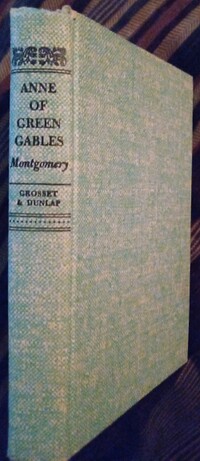 ANNE
OF
GREEN
GABLES
Montgomery
GROSSET
& DUNLAP